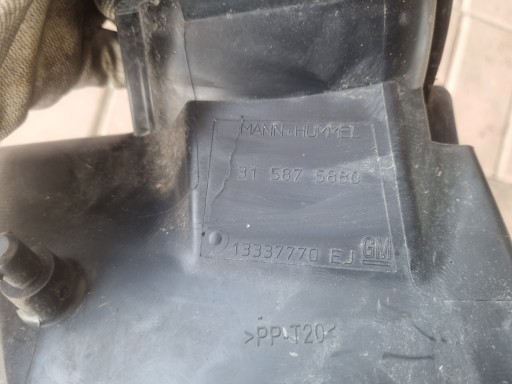 MANN+HUMMEL
31 587 5880
13337770 EJ GM
>PP-T20<